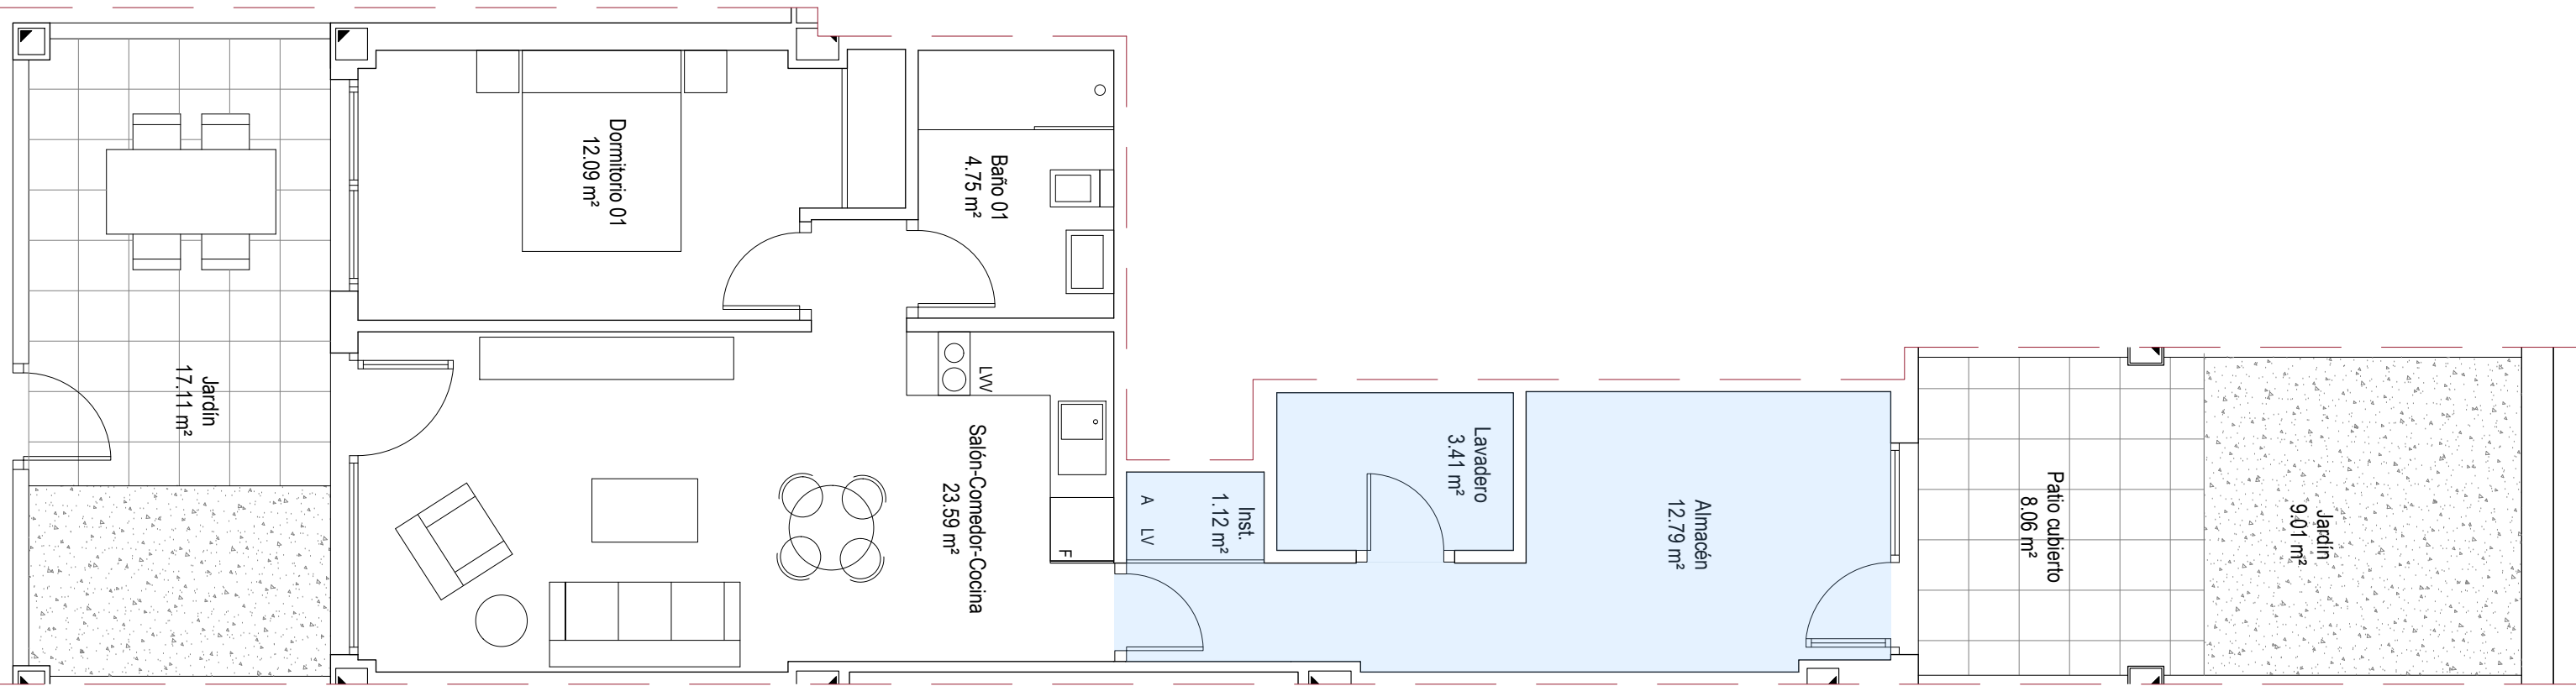 Jardín
17.11 m²
Dormitorio 01
12.09 m²
Baño 01
4.75 m²
LVV
Salón-Comedor-Cocina
23.59 m²
F
A LV
Inst.
1.12 m²
Lavadero
3.41 m²
Almacén
12.79 m²
Patio cubierto
8.06 m²
Jardín
9.01 m²